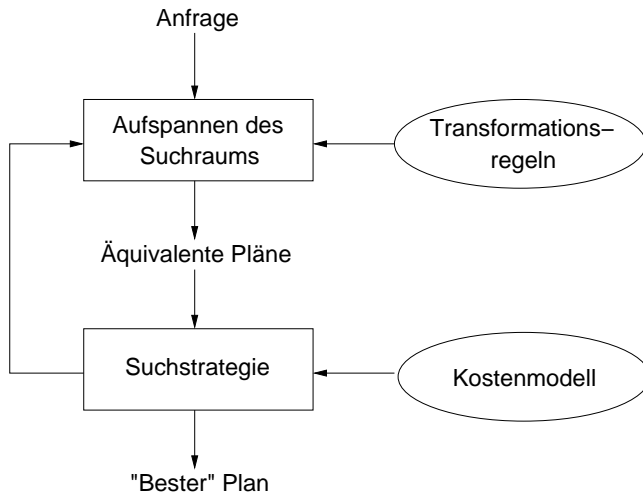 Anfrage
Aufspannen des
Suchraums
Transformations–
regeln
Äquivalente Pläne
Suchstrategie
Kostenmodell
"Bester" Plan